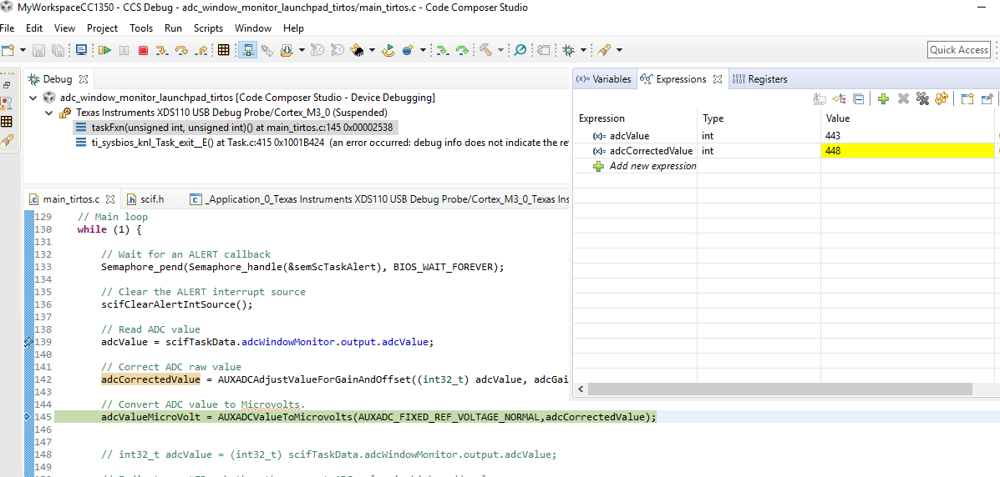 MyWorkspaceCC1350 - CCS Debug - adc_window_monitor_launchpad_tirtos/main_tirtos.c - Code Composer Studio
File Edit View Project Tools Run Scripts Window Help
Quick Access
Debug
adc_window_monitor_launchpad_tirtos [Code Composer Studio - Device Debugging]
Texas Instruments XDS110 USB Debug Probe/Cortex_M3_0 (Suspended)
taskFxn(unsigned int, unsigned int)() at main_tirtos.c:145 0x00002538
ti_sysbios_knl_Task_exit__E() at Task.c:415 0x1001B424 (an error occurred: debug info does not indicate the re
(x)= Variables Expressions 1010 0101 Registers
Expression Type Value
(x)= adcValue int 443
(x)= adcCorrectedValue int 448
Add new expression
main_tirtos.c scif.h _Application_0_Texas Instruments XDS110 USB Debug Probe/Cortex_M3_0_Texas Ins
129 // Main loop
130 while (1) {
131
132 // Wait for an ALERT callback
133 Semaphore_pend(Semaphore_handle(&semScTaskAlert), BIOS_WAIT_FOREVER);
134
135 // Clear the ALERT interrupt source
136 scifClearAlertIntSource();
137
138 // Read ADC value
139 adcValue = scifTaskData.adcWindowMonitor.output.adcValue;
140
141 // Correct ADC raw value
142 adcCorrectedValue = AUXADCAdjustValueForGainAndOffset((int32_t) adcValue, adcGai
143
144 // Convert ADC value to Microvolts.
145 adcValueMicroVolt = AUXADCValueToMicrovolts(AUXADC_FIXED_REF_VOLTAGE_NORMAL,adcCorrectedValue);
146
147
148 // int32_t adcValue = (int32_t) scifTaskData.adcWindowMonitor.output.adcValue;
149